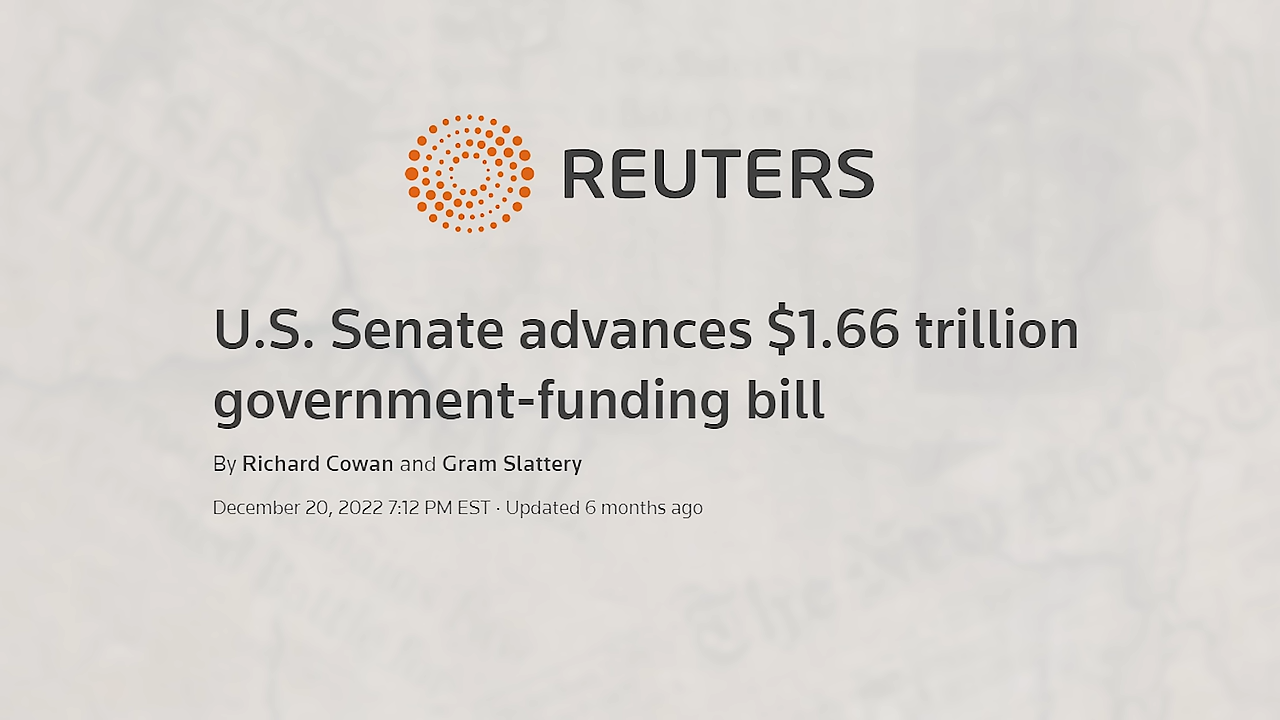 REUTERS
U.S. Senate advances $1.66 trillion
government-funding bill
By Richard Cowan and Gram Slattery
December 20, 2022 7:12 PM EST · Updated 6 months ago